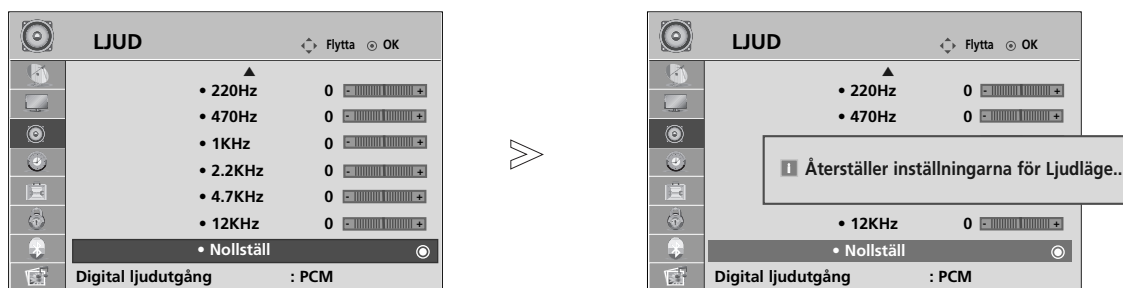 LJUD
Flytta OK
• 220Hz 0 - +
• 470Hz 0 - +
• 1KHz 0 - +
• 2.2KHz 0 - +
• 4.7KHz 0 - +
• 12KHz 0 - +
• Nollställ
Digital ljudutgång : PCM
LJUD
Flytta OK
• 220Hz 0 - +
• 470Hz 0 - +
Återställer inställningarna för Ljudläge..
• 12KHz 0 - +
• Nollställ
Digital ljudutgång : PCM